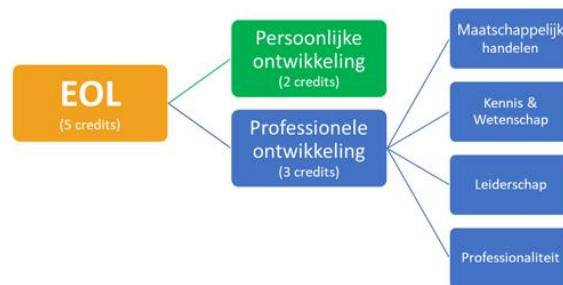 EOL
(5 credits)
Persoonlijke
ontwikkeling
(2 credits)
Professionele
ontwikkeling
(3 credits)
Maatschappelijk
handelen
Kennis &
Wetenschap
Leiderschap
Professionaliteit